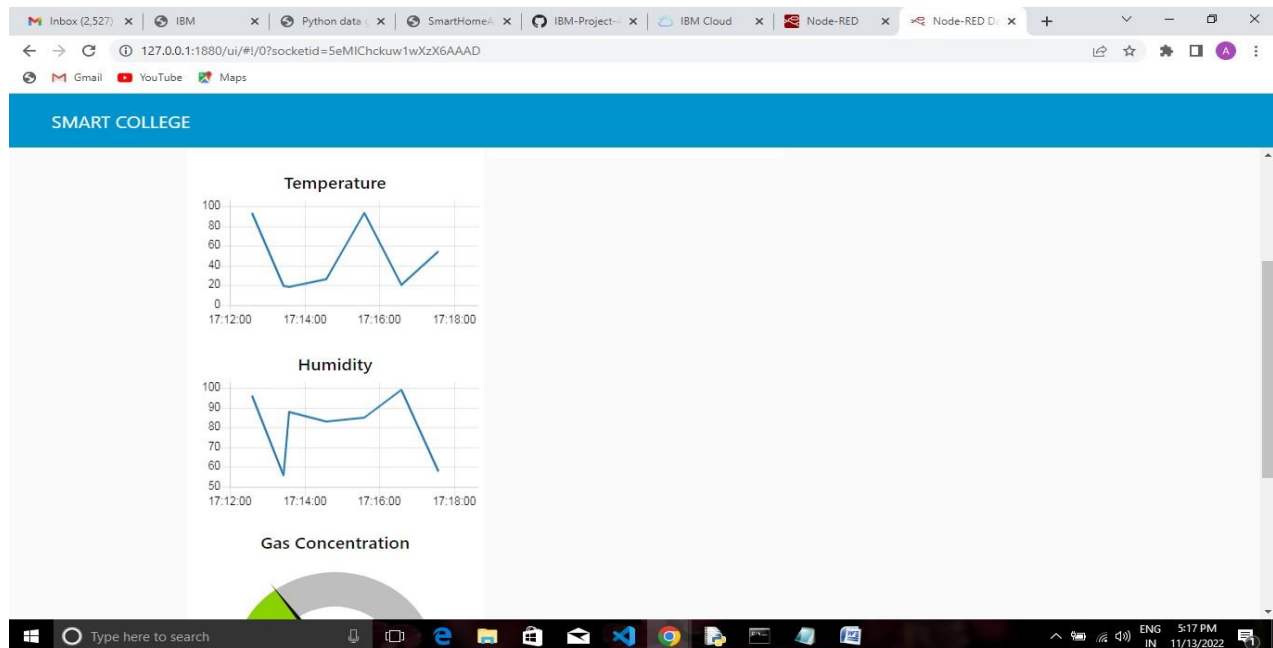 Inbox (2,527) IBM Python data SmartHomeA IBM-Project- IBM Cloud Node-RED Node-RED D
127.0.0.1:1880/ui/#!/0?socketid=5eMIChckuw1wXzX6AAAD A
Gmail YouTube Maps
SMART COLLEGE
Temperature
100
80
60
40
20
0
17:12:00 17:14:00 17:16:00 17:18:00
Humidity
100
90
80
70
60
50
17:12:00 17:14:00 17:16:00 17:18:00
Gas Concentration
Type here to search
ENG 5:17 PM
IN 11/13/2022